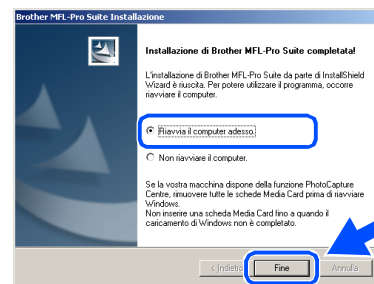 Brother MFL-Pro Suite Installazione
Installazione di Brother MFL-Pro Suite completata!
L'installazione di Brother MFL-Pro Suite da parte di InstallShield
Wizard è riuscita. Per potere utilizzare il programma, occorre
riavviare il computer.
Riavvia il computer adesso.
Non riavviare il computer.
Se la vostra macchina dispone della funzione PhotoCapture
Centre, rimuovere tutte le schede Media Card prima di riavviare
Windows.
Non inserire una scheda Media Card fino a quando il
caricamento di Windows non è completato.
< Indietro
Fine
Annulla